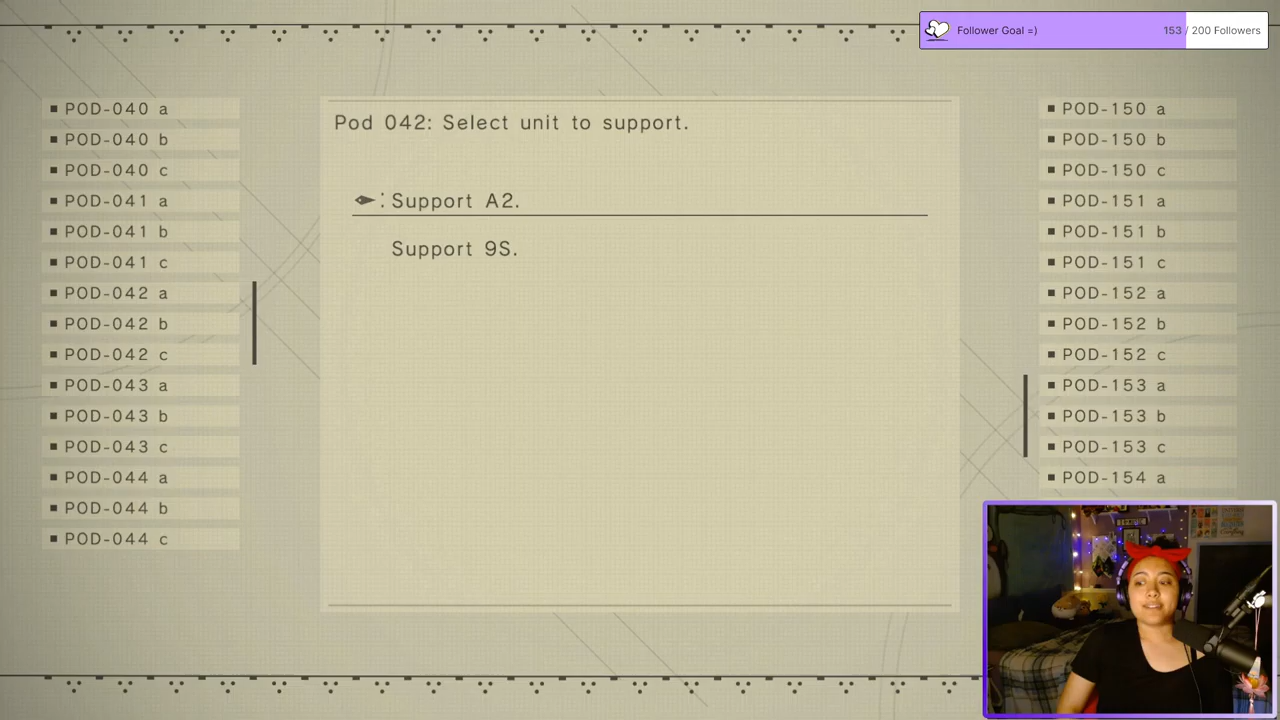 Follower Goal =)
153 / 200 Followers
POD-040 a
POD-040 b
POD-040 c
POD-041 a
POD-041 b
POD-041 c
POD-042 a
POD-042 b
POD-042 c
POD-043 a
POD-043 b
POD-043 c
POD-044 a
POD-044 b
POD-044 c
Pod 042: Select unit to support.
Support A2.
Support 9S.
POD-150 a
POD-150 b
POD-150 c
POD-151 a
POD-151 b
POD-151 c
POD-152 a
POD-152 b
POD-152 c
POD-153 a
POD-153 b
POD-153 c
POD-154 a